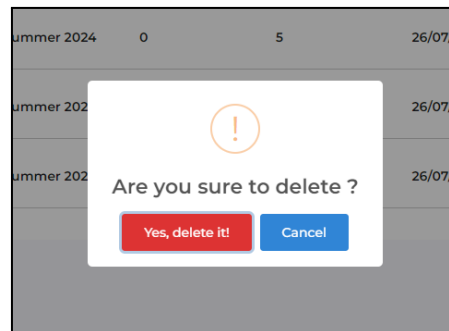 ummer 2024 0 5 26/07,
ummer 202 26/07,
!
Are you sure to delete ?
ummer 202 26/07,
Yes, delete it! Cancel